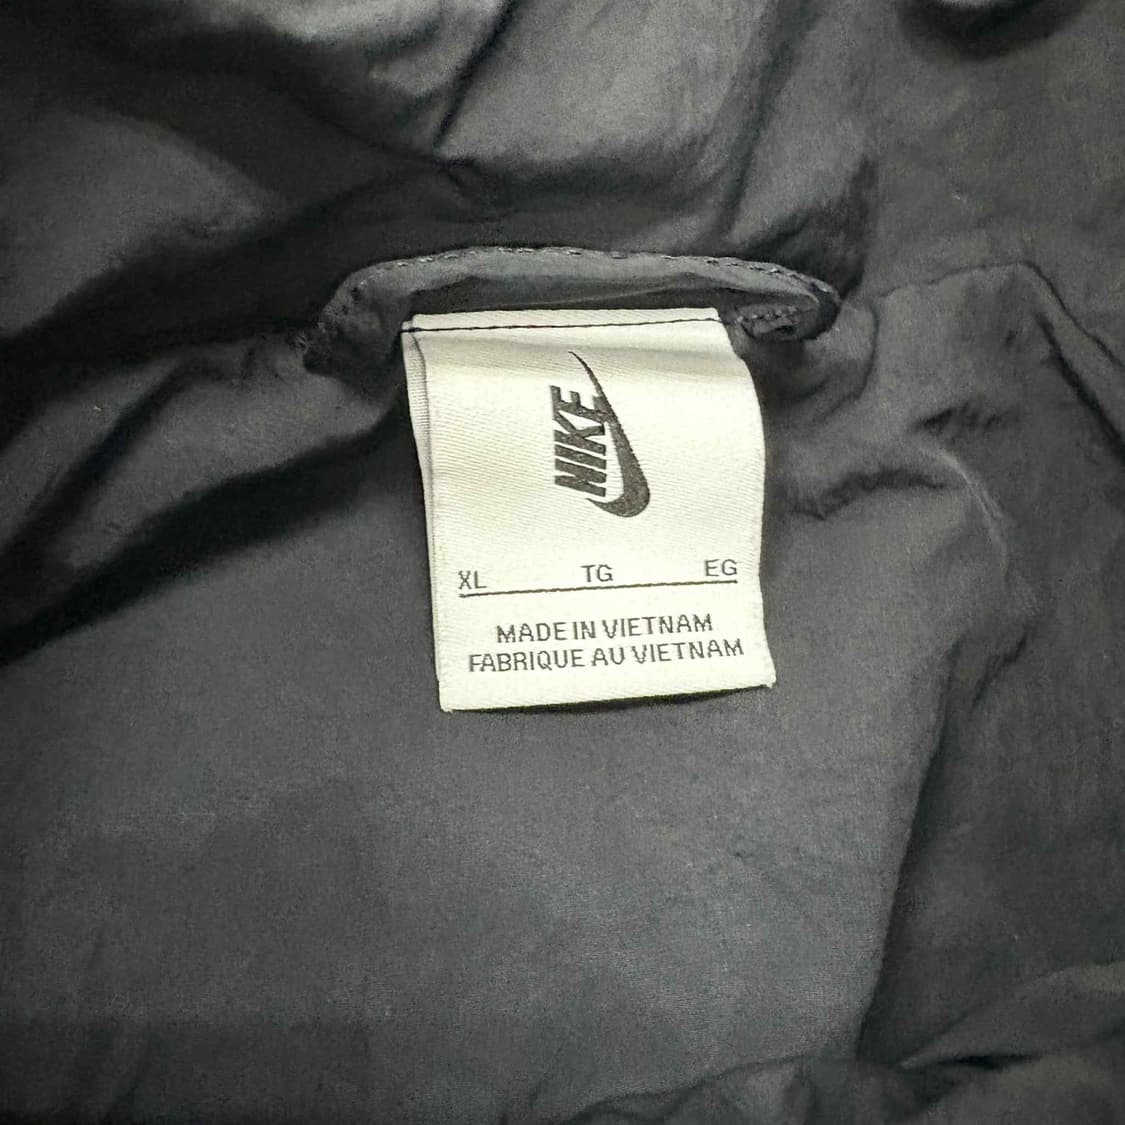 NIKE
XL TG EG
MADE IN VIETNAM
FABRIQUE AU VIETNAM